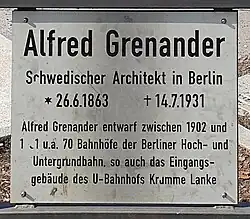 Alfred Grenander
Schwedischer Architekt in Berlin
* 26.6.1863 † 14.7.1931
Alfred Grenander entwarf zwischen 1902 und
u.a. 70 Bahnhöfe der Berliner Hoch- und
Untergrundbahn, so auch das Eingangs-
gebäude des U-Bahnhofs Krumme Lanke